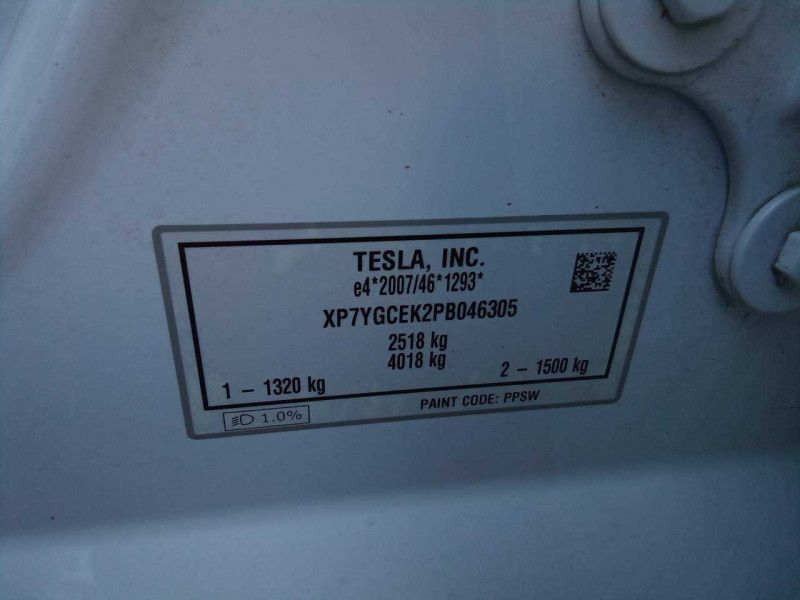 TESLA, INC.
e4*2007/46*1293*
XP7YGCEK2PB046305
2518 kg
4018 kg
1 - 1320 kg
2 - 1500 kg
1.0%
PAINT CODE: PPSW